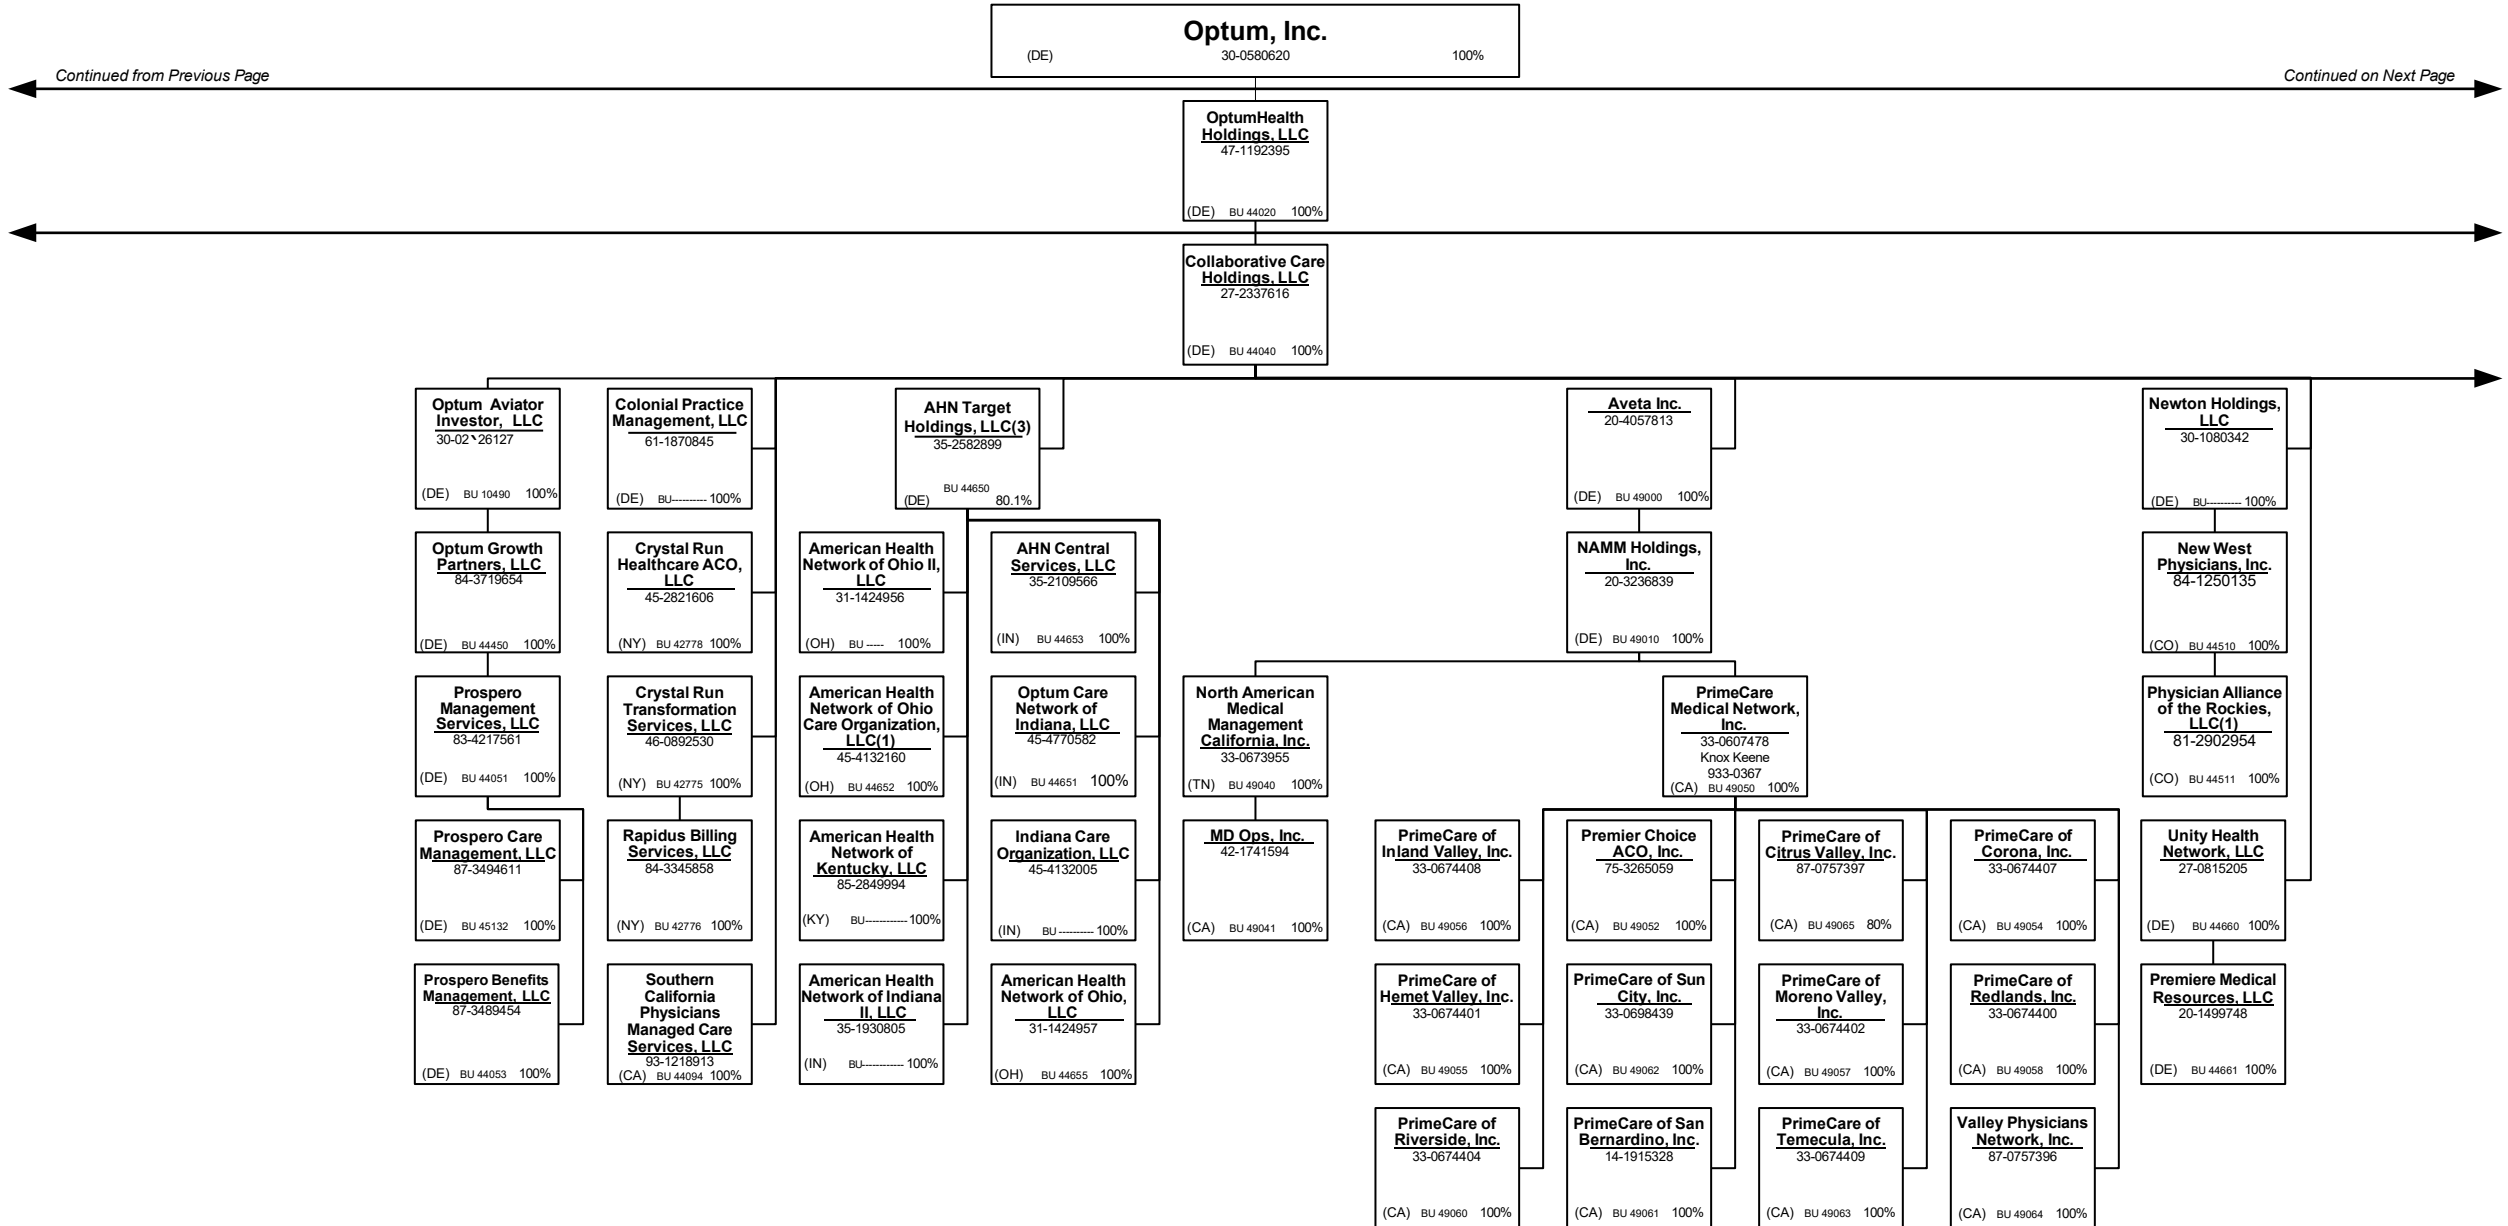 Optum, Inc.
(DE) 30-0580620 100%
Continued from Previous Page
Continued on Next Page
OptumHealth
Holdings, LLC
47-1192395
(DE) BU 44020 100%
Collaborative Care
Holdings, LLC
27-2337616
(DE) BU 44040 100%
Optum Aviator
Investor, LLC
30-02`26127
(DE) BU 10490 100%
Colonial Practice
Management, LLC
61-1870845
(DE) BU---------- 100%
AHN Target
Holdings, LLC(3)
35-2582899
BU 44650
(DE) 80.1%
Aveta Inc.
20-4057813
(DE) BU 49000 100%
Newton Holdings,
LLC
30-1080342
(DE) BU---------- 100%
Optum Growth
Partners, LLC
84-3719654
(DE) BU 44450 100%
Crystal Run
Healthcare ACO,
LLC
45-2821606
(NY) BU 42778 100%
American Health
Network of Ohio II,
LLC
31-1424956
(OH) BU ----- 100%
AHN Central
Services, LLC
35-2109566
(IN) BU 44653 100%
NAMM Holdings,
Inc.
20-3236839
(DE) BU 49010 100%
New West
Physicians, Inc.
84-1250135
(CO) BU 44510 100%
Prospero
Management
Services, LLC
83-4217561
(DE) BU 44051 100%
Crystal Run
Transformation
Services, LLC
46-0892530
(NY) BU 42775 100%
American Health
Network of Ohio
Care Organization,
LLC(1)
45-4132160
(OH) BU 44652 100%
Optum Care
Network of
Indiana, LLC
45-4770582
(IN) BU 44651 100%
North American
Medical
Management
California, Inc.
33-0673955
(TN) BU 49040 100%
PrimeCare
Medical Network,
Inc.
33-0607478
Knox Keene
933-0367
(CA) BU 49050 100%
Physician Alliance
of the Rockies,
LLC(1)
81-2902954
(CO) BU 44511 100%
Prospero Care
Management, LLC
87-3494611
(DE) BU 45132 100%
Rapidus Billing
Services, LLC
84-3345858
(NY) BU 42776 100%
American Health
Network of
Kentucky, LLC
85-2849994
(KY) BU------------ 100%
Indiana Care
Organization, LLC
45-4132005
(IN) BU ---------- 100%
MD Ops, Inc.
42-1741594
(CA) BU 49041 100%
PrimeCare of
Inland Valley, Inc.
33-0674408
(CA) BU 49056 100%
Premier Choice
ACO, Inc.
75-3265059
(CA) BU 49052 100%
PrimeCare of
Citrus Valley, Inc.
87-0757397
(CA) BU 49065 80%
PrimeCare of
Corona, Inc.
33-0674407
(CA) BU 49054 100%
Unity Health
Network, LLC
27-0815205
(DE) BU 44660 100%
Prospero Benefits
Management, LLC
87-3489454
(DE) BU 44053 100%
Southern
California
Physicians
Managed Care
Services, LLC
93-1218913
(CA) BU 44094 100%
American Health
Network of Indiana
II, LLC
35-1930805
(IN) BU------------ 100%
American Health
Network of Ohio,
LLC
31-1424957
(OH) BU 44655 100%
PrimeCare of
Hemet Valley, Inc.
33-0674401
(CA) BU 49055 100%
PrimeCare of Sun
City, Inc.
33-0698439
(CA) BU 49062 100%
PrimeCare of
Moreno Valley,
Inc.
33-0674402
(CA) BU 49057 100%
PrimeCare of
Redlands, Inc.
33-0674400
(CA) BU 49058 100%
Premiere Medical
Resources, LLC
20-1499748
(DE) BU 44661 100%
PrimeCare of
Riverside, Inc.
33-0674404
(CA) BU 49060 100%
PrimeCare of San
Bernardino, Inc.
14-1915328
(CA) BU 49061 100%
PrimeCare of
Temecula, Inc.
33-0674409
(CA) BU 49063 100%
Valley Physicians
Network, Inc.
87-0757396
(CA) BU 49064 100%